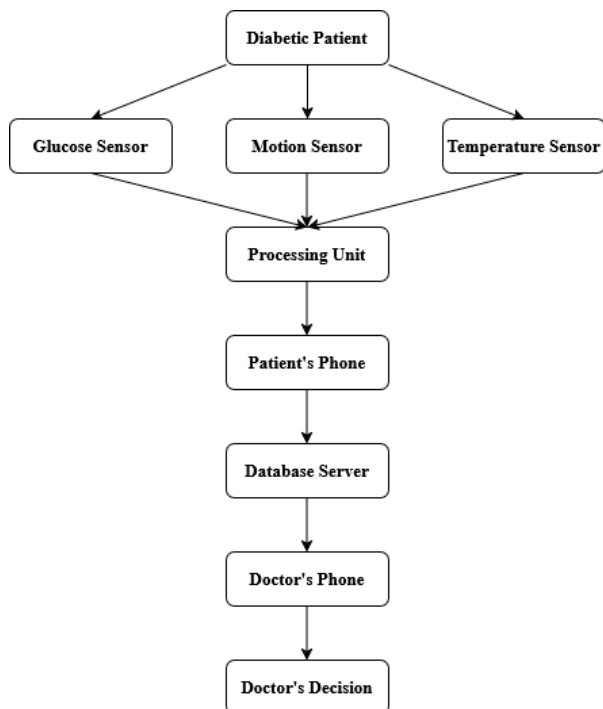 Diabetic Patient
Glucose Sensor
Motion Sensor
Temperature Sensor
Processing Unit
Patient's Phone
Database Server
Doctor's Phone
Doctor's Decision